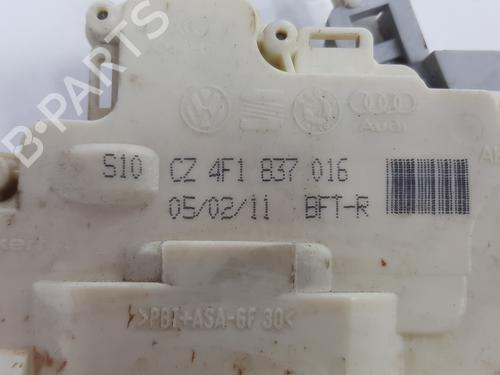 Audi
S10 CZ 4F1 837 016
05/02/11 BFT-R
>PBT+ASA-GF 30<
B-PARTS